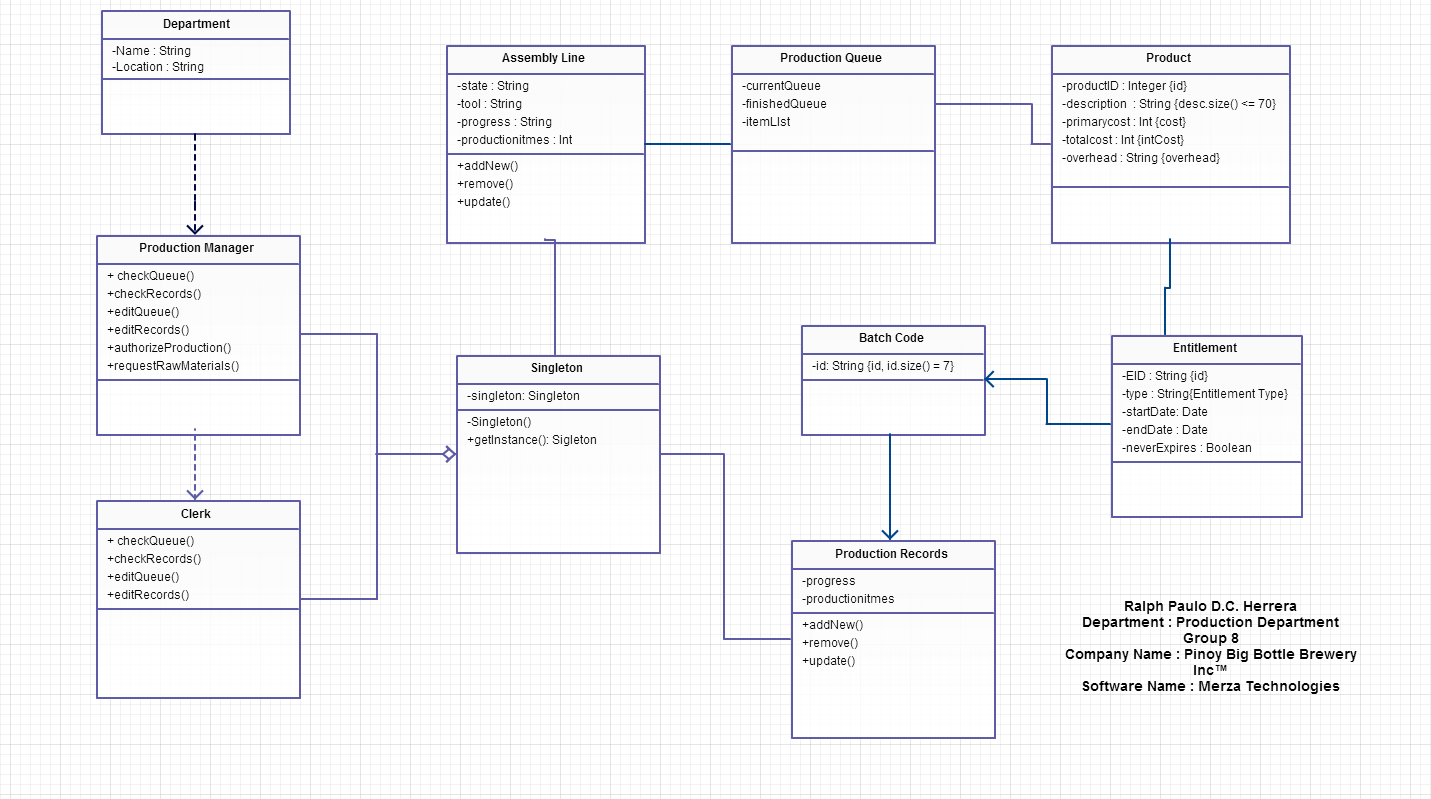 Department
-Name : String
-Location : String
Assembly Line
-state : String
-tool : String
-progress : String
-productionitmes : Int
+addNew()
+remove()
+update()
Production Queue
-currentQueue
-finishedQueue
-itemLIst
Product
-productID : Integer {id}
-description  : String {desc.size() <= 70}
-primarycost : Int {cost}
-totalcost : Int {intCost}
-overhead : String {overhead}
Production Manager
+ checkQueue()
+checkRecords()
+editQueue()
+editRecords()
+authorizeProduction()
+requestRawMaterials()
Singleton
-singleton: Singleton
-Singleton()
+getInstance(): Sigleton
Batch Code
-id: String {id, id.size() = 7}
Entitlement
-EID : String {id}
-type : String{Entitlement Type}
-startDate: Date
-endDate : Date
-neverExpires : Boolean
Clerk
+ checkQueue()
+checkRecords()
+editQueue()
+editRecords()
Production Records
-progress
-productionitmes
+addNew()
+remove()
+update()
Ralph Paulo D.C. Herrera
Department : Production Department
Group 8
Company Name : Pinoy Big Bottle Brewery
Inc™
Software Name : Merza Technologies